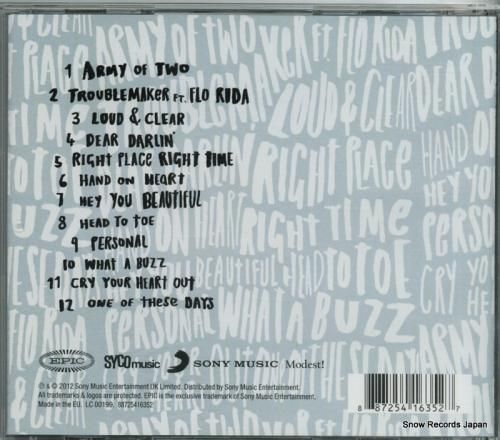 1 ARMY OF TWO
2 TROUBLEMAKER FT. FLO RIDA
3 LOUD & CLEAR
4 DEAR DARLIN'
5 RIGHT PLACE RIGHT TIME
6 HAND ON HEART
7 HEY YOU BEAUTIFUL
8 HEAD TO TOE
9 PERSONAL
10 WHAT A BUZZ
11 CRY YOUR HEART OUT
12 ONE OF THESE DAYS
EPIC SYCOmusic SONY MUSIC Modest!
℗ & © 2012 Sony Music Entertainment UK Limited. Distributed by Sony Music Entertainment.
All trademarks & logos are protected. EPIC is the exclusive trademark of Sony Music Entertainment.
Made in the EU. LC 00199. 88725416352
8 87254 16352 7
Snow Records Japan